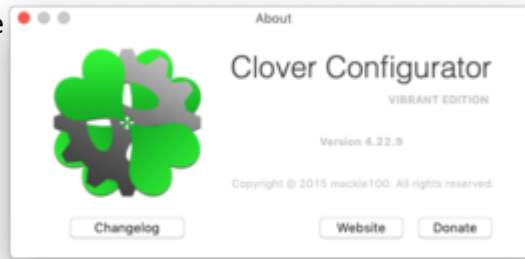 e
About
Clover Configurator
VIBRANT EDITION
Version 4.22.9
Copyright © 2015 mackie100. All rights reserved.
Changelog
Website
Donate